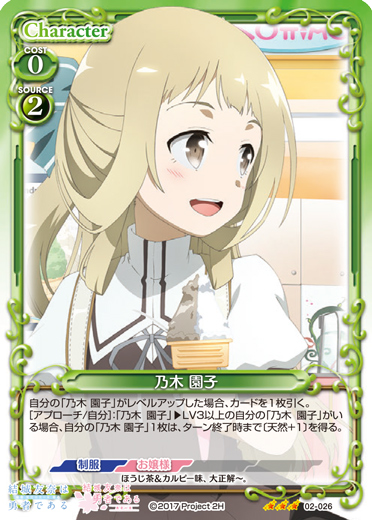 Character
COST
0
SOURCE
2
乃木 園子
自分の「乃木 園子」がレベルアップした場合、カードを1枚引く。
[アプローチ/自分]:「乃木 園子」▶LV3以上の自分の「乃木 園子」がい
る場合、自分の「乃木 園子」1枚は、ターン終了時まで[天然+1]を得る。
制服 お嬢様
ほうじ茶&カルピー味、大正解〜。
結城友奈は勇者である
©2017 Project 2H
02-026